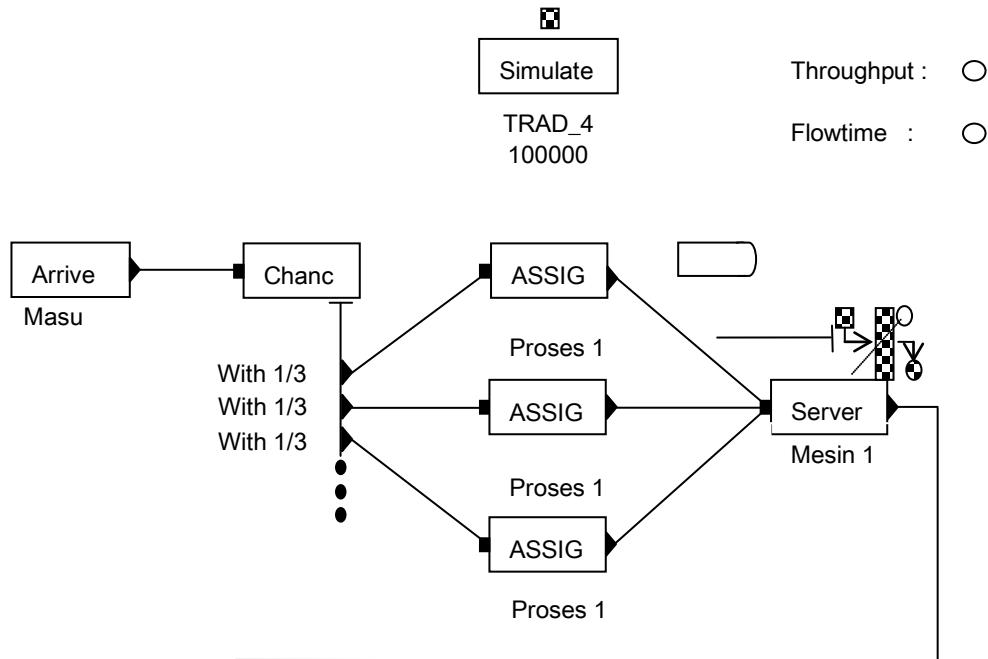 Simulate
Throughput :
TRAD_4
100000
Flowtime :
Arrive
Chanc
ASSIG
Masu
Proses 1
With 1/3
With 1/3
With 1/3
ASSIG
Server
Mesin 1
Proses 1
ASSIG
Proses 1